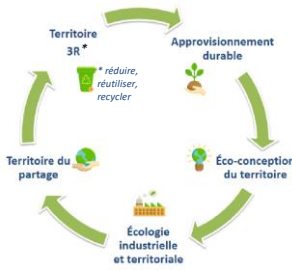 Territoire
3R*
* réduire,
réutiliser,
recycler
Approvisionnement
durable
Éco-conception
du territoire
Écologie
industrielle
et territoriale
Territoire du
partage